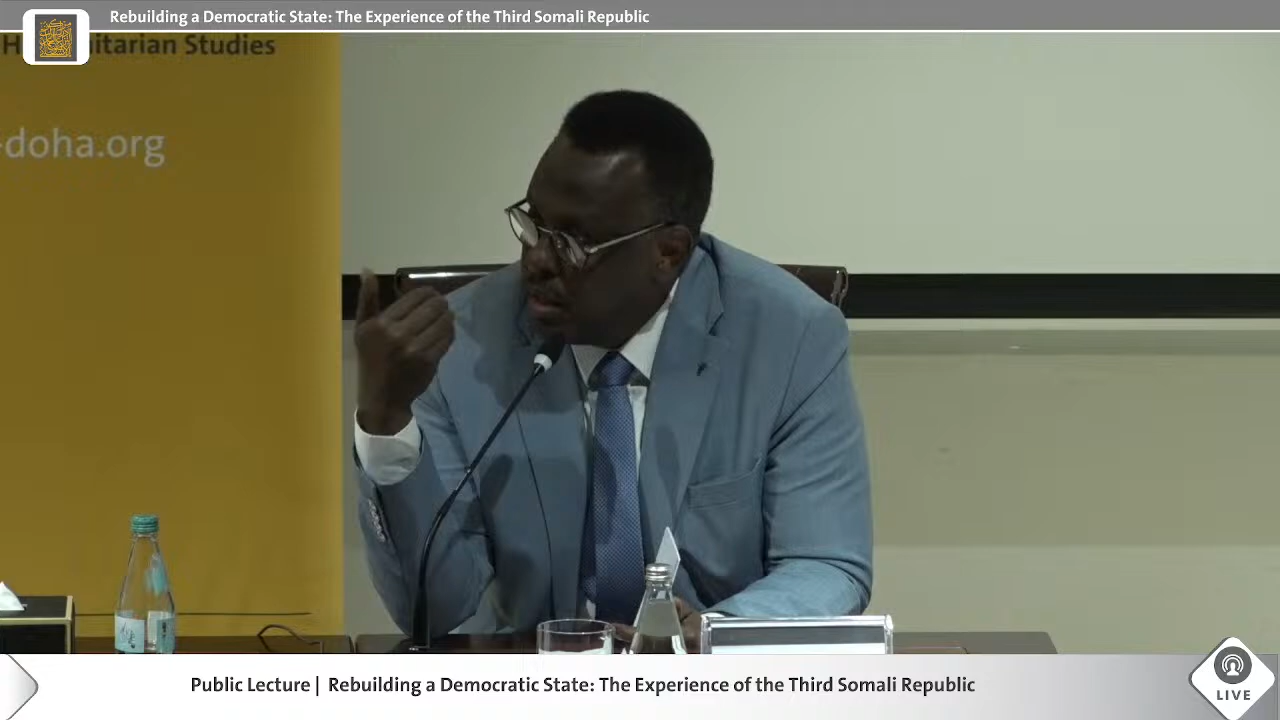 Rebuilding a Democratic State: The Experience of the Third Somali Republic
itarian Studies
-doha.org
Public Lecture | Rebuilding a Democratic State: The Experience of the Third Somali Republic
LIVE